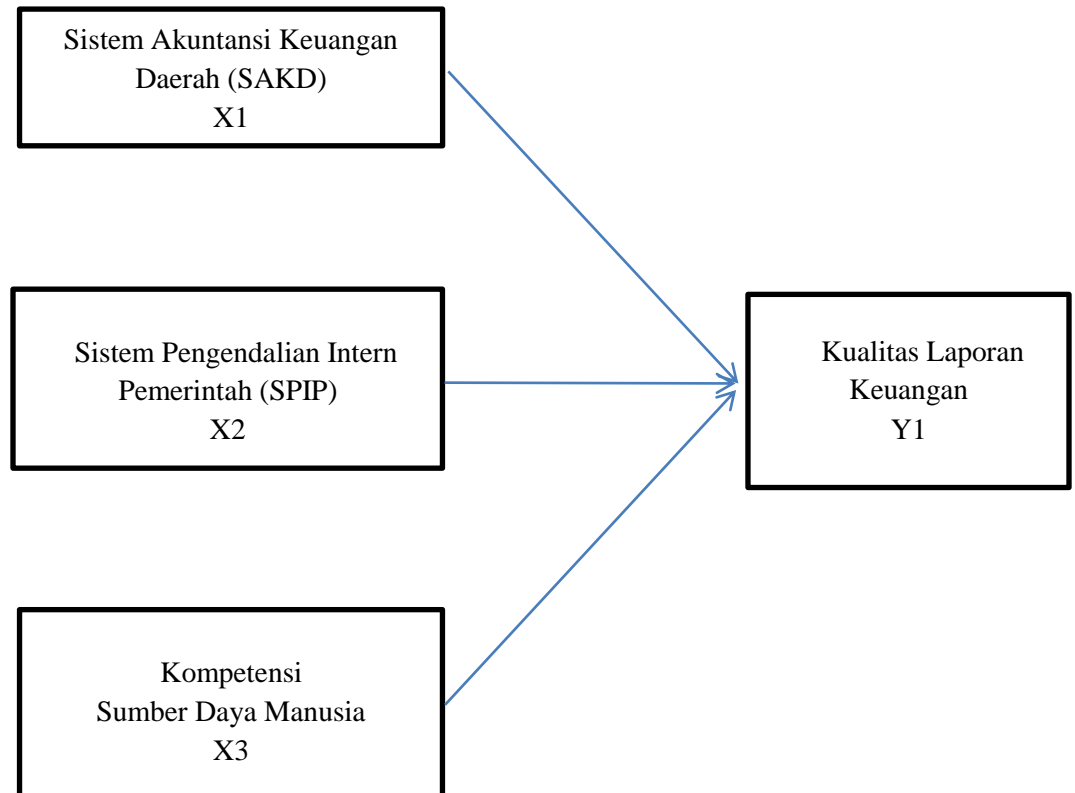 Sistem Akuntansi Keuangan
Daerah (SAKD)
X1
Sistem Pengendalian Intern
Pemerintah (SPIP)
X2
Kualitas Laporan
Keuangan
Y1
Kompetensi
Sumber Daya Manusia
X3